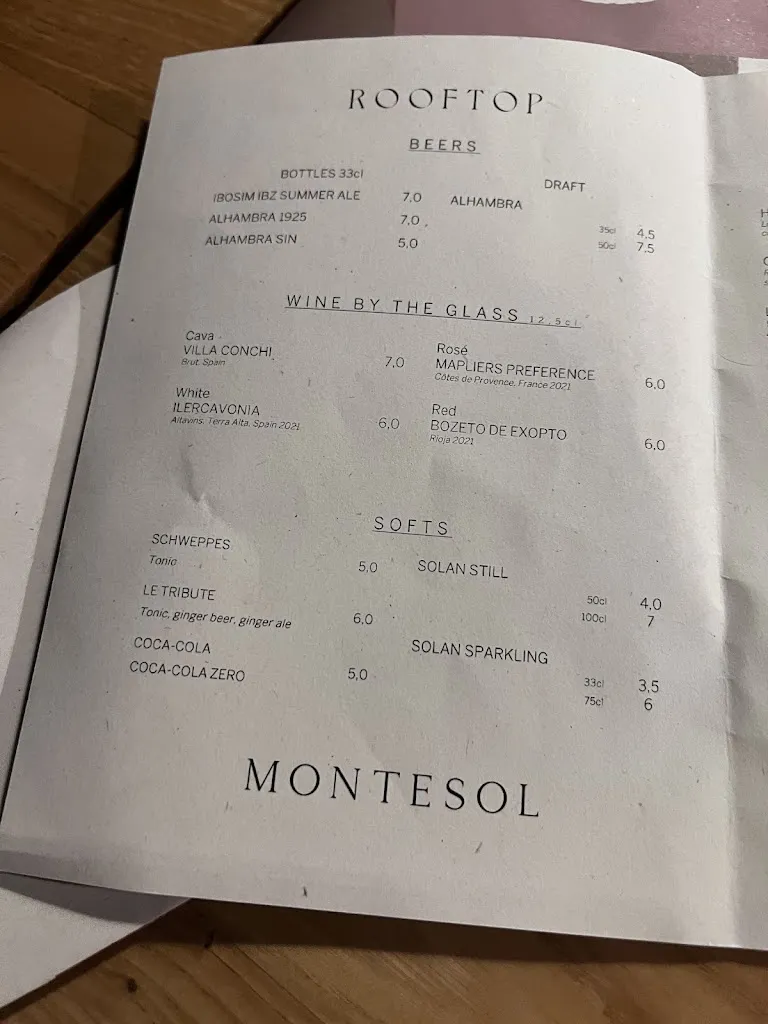 ROOFTOP
BEERS
BOTTLES 33cl
IBOSIM IBZ SUMMER ALE 7,0
ALHAMBRA 1925 7,0
ALHAMBRA SIN 5,0
DRAFT
ALHAMBRA
35cl 4,5
50cl 7,5
WINE BY THE GLASS 12,5cl
Cava
VILLA CONCHI 7,0
Brut, Spain
White
ILERCAVONIA 6,0
Altavins, Terra Alta, Spain 2021
Rosé
MAPLIERS PREFERENCE 6,0
Côtes de Provence, France 2021
Red
BOZETO DE EXOPTO 6,0
Rioja 2021
SOFTS
SCHWEPPES
Tonic 5,0
LE TRIBUTE
Tonic, ginger beer, ginger ale 6,0
COCA-COLA
COCA-COLA ZERO 5,0
SOLAN STILL
50cl 4,0
100cl 7
SOLAN SPARKLING
33cl 3,5
75cl 6
MONTESOL